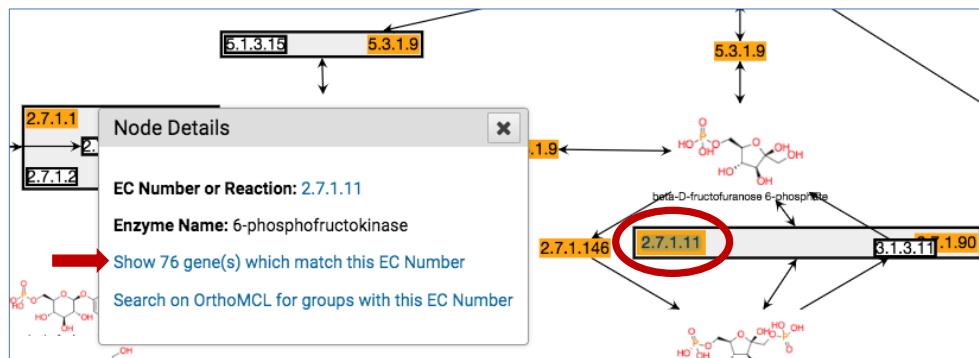 5.1.3.15
5.3.1.9
5.3.1.9
2.7.1.1
Node Details
2.7.1.2
EC Number or Reaction: 2.7.1.11
beta-D-fructofuranose 6-phosphate
Enzyme Name: 6-phosphofructokinase
2.7.1.146
2.7.1.11
3.1.3.11
Show 76 gene(s) which match this EC Number
Search on OrthoMCL for groups with this EC Number